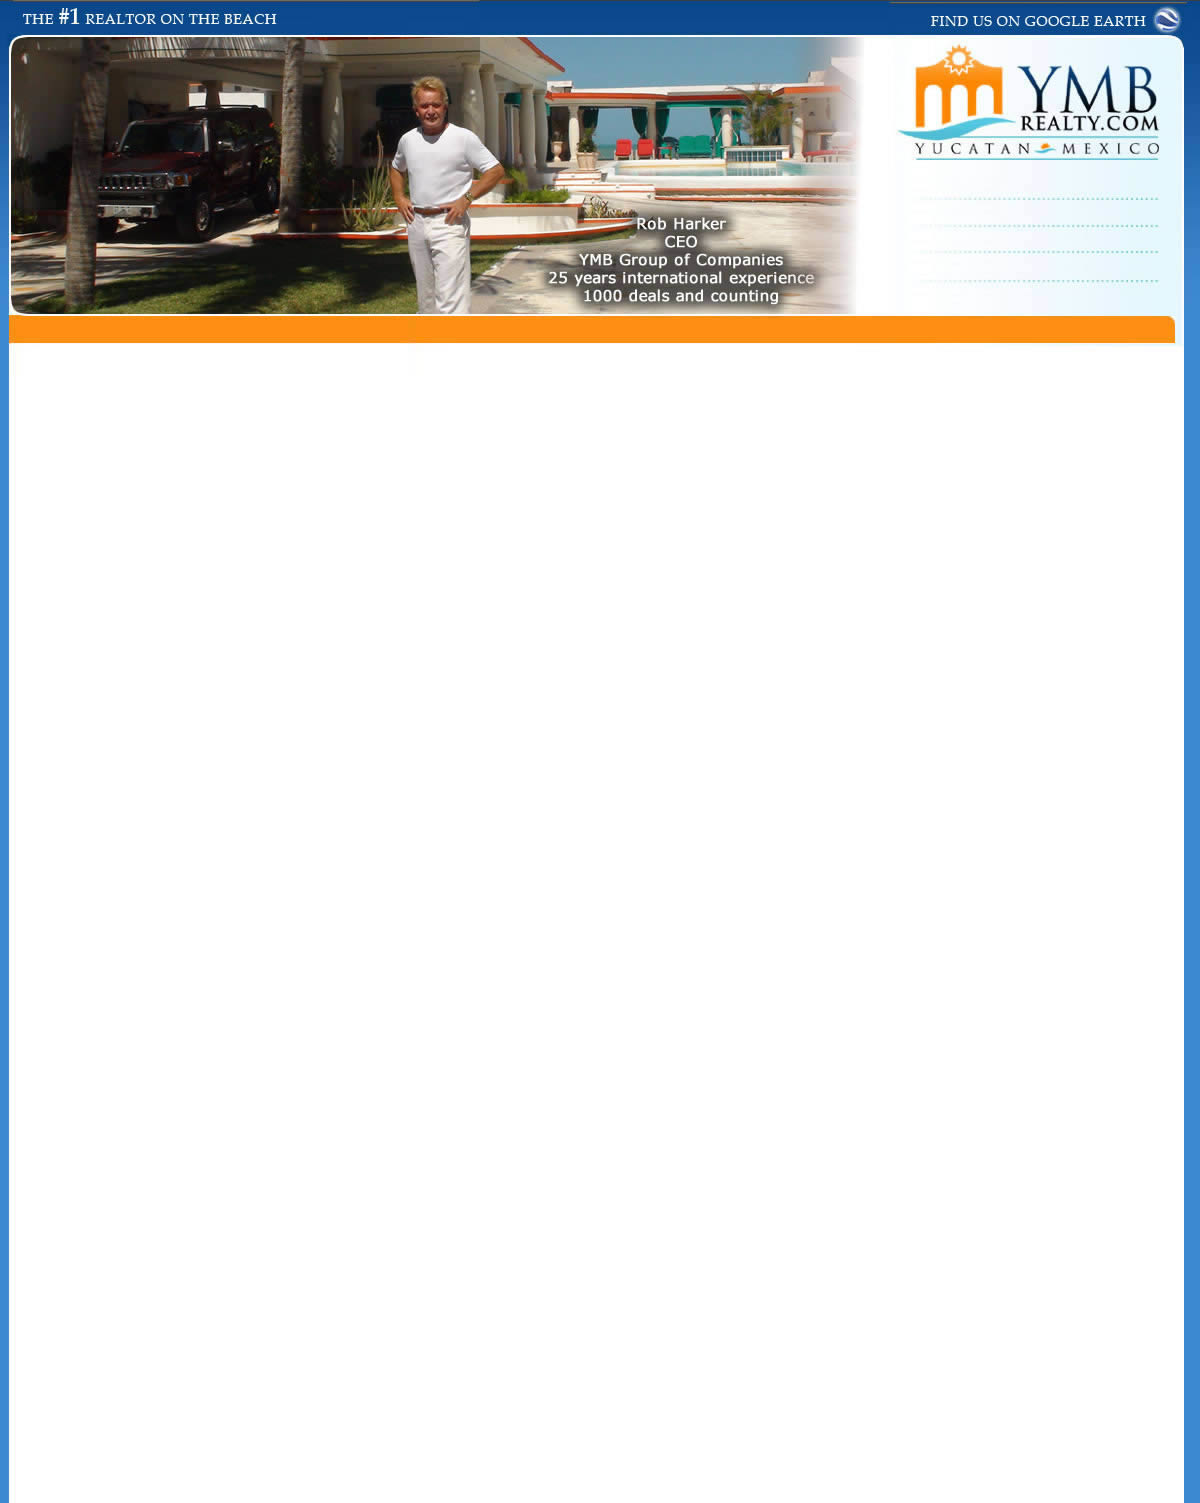 THE #1 REALTOR ON THE BEACH
FIND US ON GOOGLE EARTH
YMB
REALTY.COM
YUCATAN MEXICO
Rob Harker
CEO
YMB Group of Companies
25 years international experience
1000 deals and counting